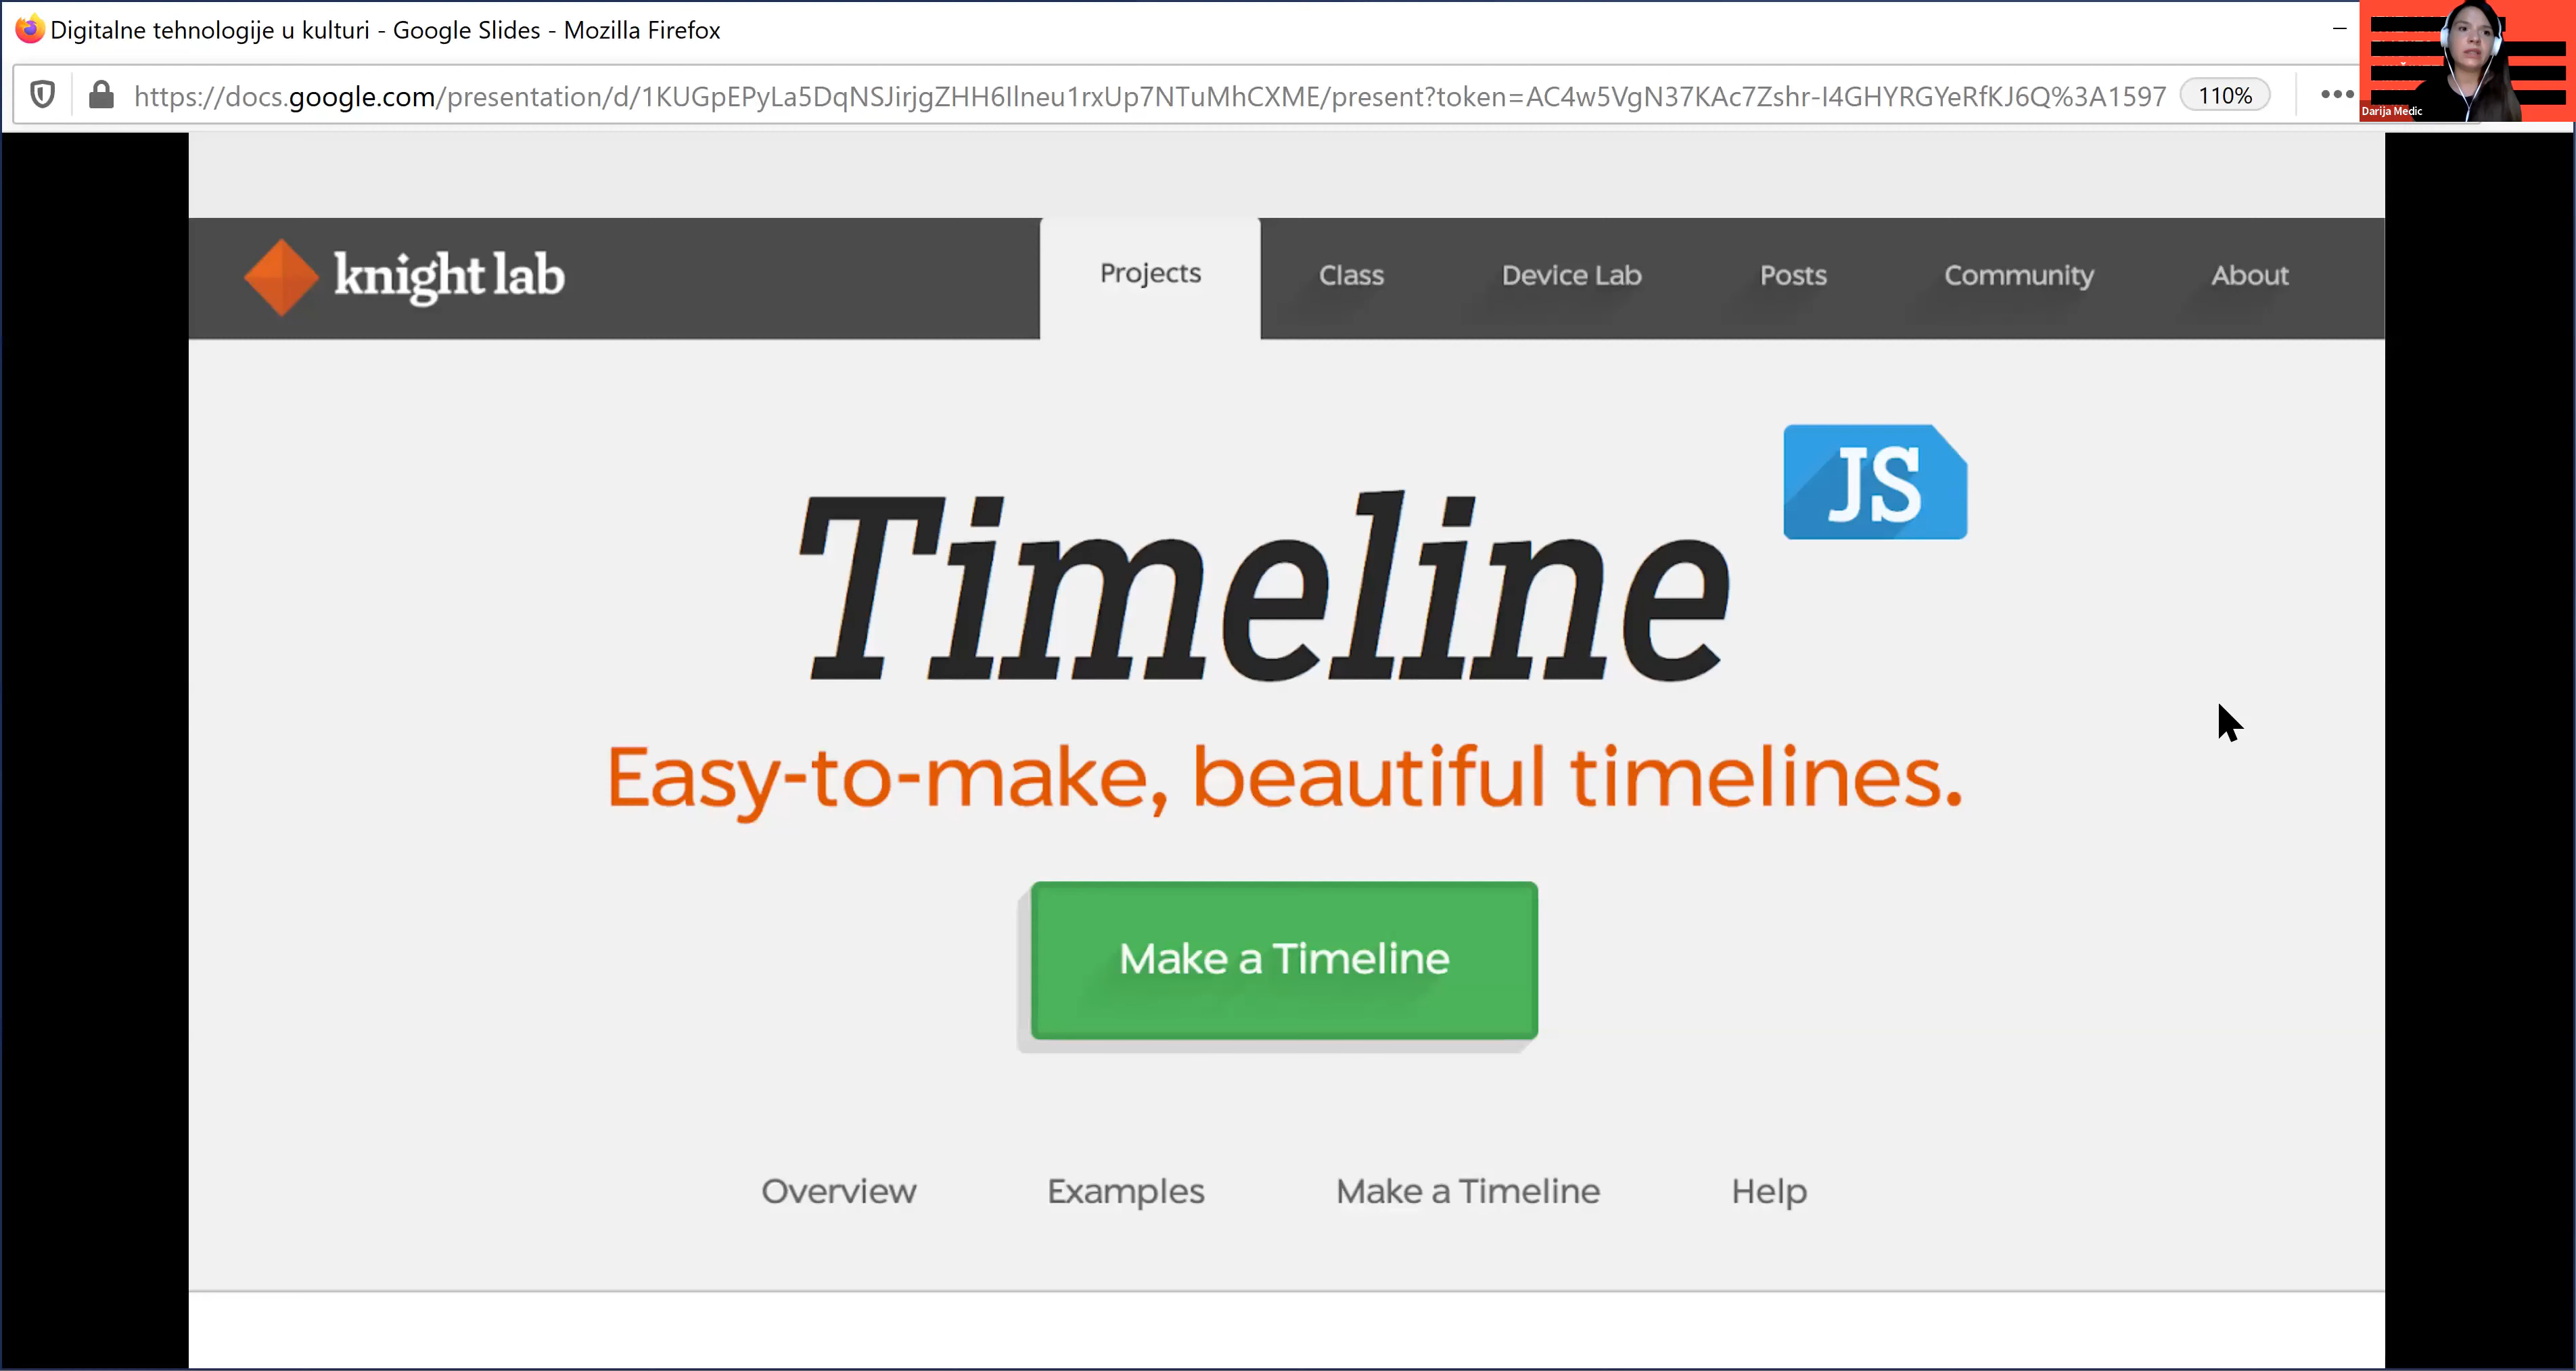 Digitalne tehnologije u kulturi - Google Slides - Mozilla Firefox
https://docs.google.com/presentation/d/1KUGpEPyLa5DqNSJirjgZHH6Ilneu1rxUp7NTuMhCXME/present?token=AC4w5VgN37KAc7Zshr-I4GHYRGYeRfKJ6Q%3A1597 110%
Darija Medic
knight lab Projects Class Device Lab Posts Community About
JS
Timeline
Easy-to-make, beautiful timelines.
Make a Timeline
Overview Examples Make a Timeline Help